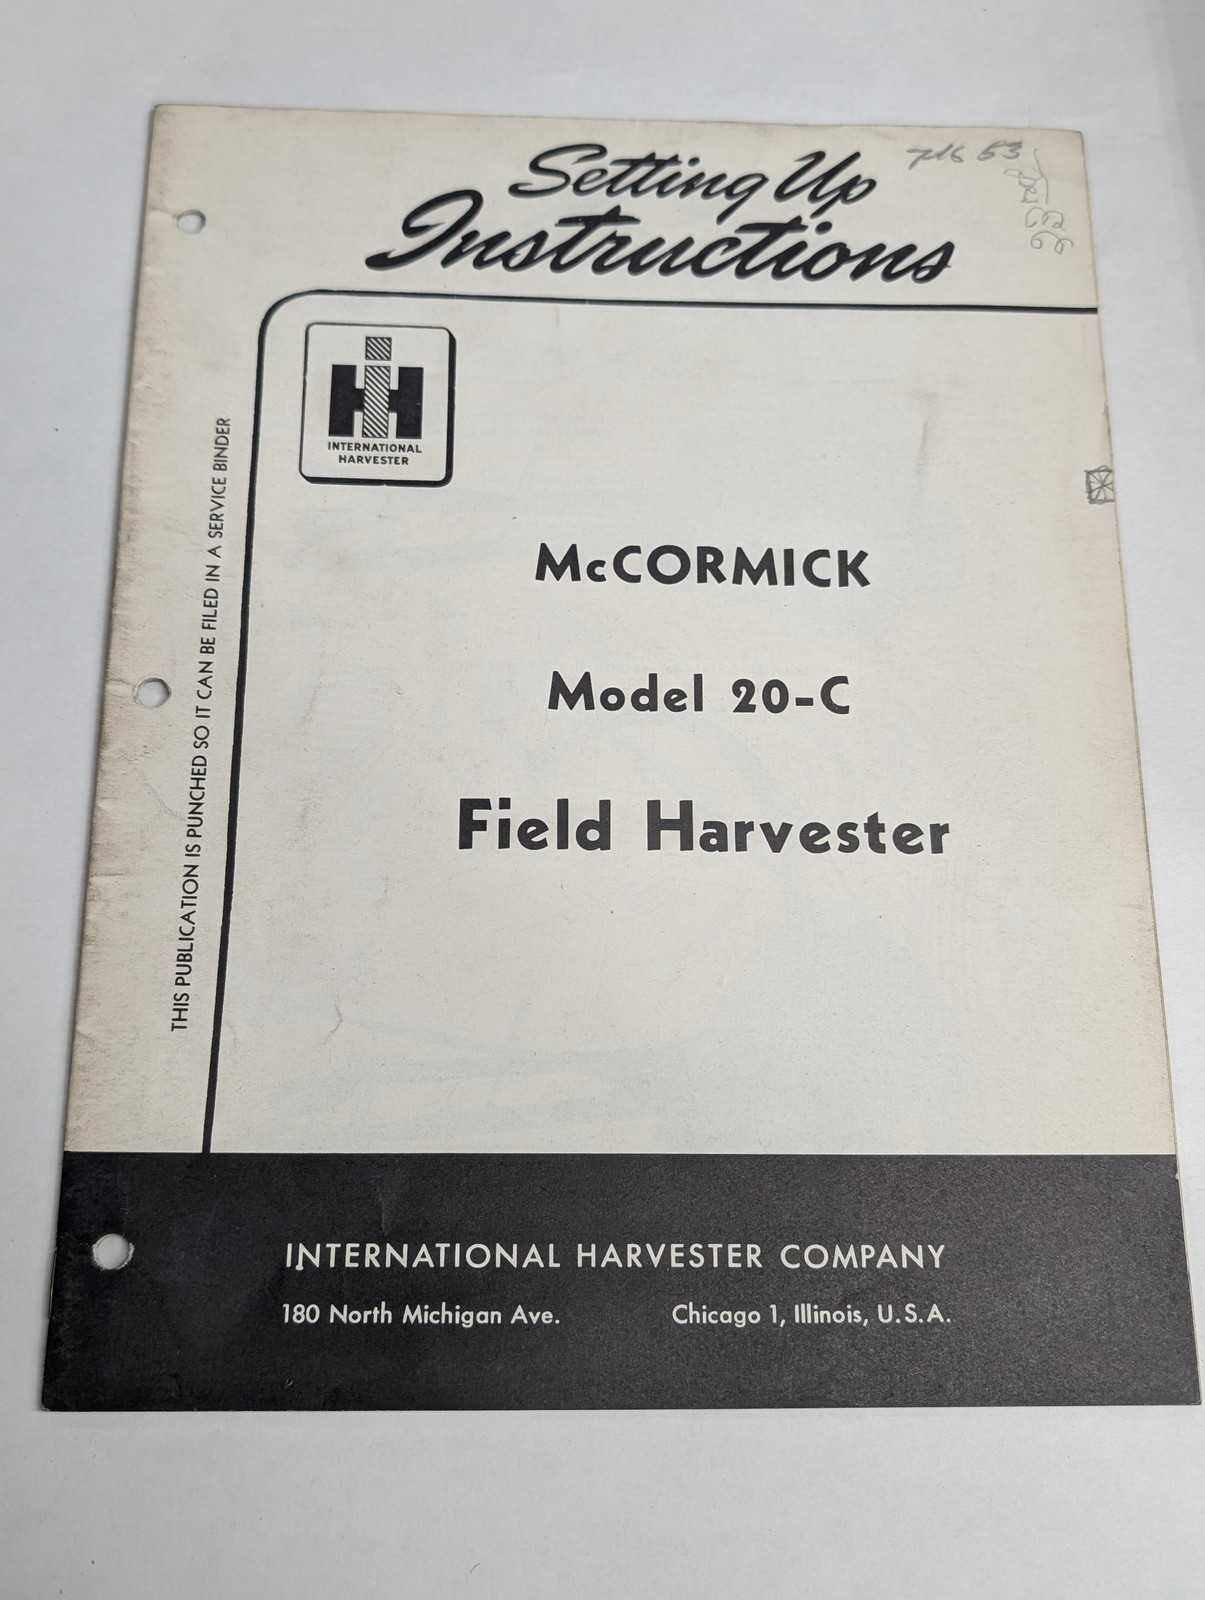 Setting Up
Instructions
IH
INTERNATIONAL
HARVESTER
THIS PUBLICATION IS PUNCHED SO IT CAN BE FILED IN A SERVICE BINDER
McCORMICK
Model 20-C
Field Harvester
INTERNATIONAL HARVESTER COMPANY
180 North Michigan Ave. Chicago 1, Illinois, U.S.A.